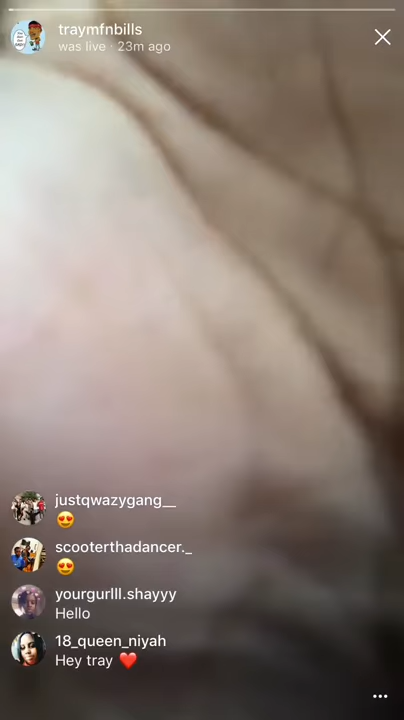 traymfnbills
was live · 23m ago
justqwazygang__
😍
scooterthadancer._
😍
yourgurlll.shayyy
Hello
18_queen_niyah
Hey tray ❤️